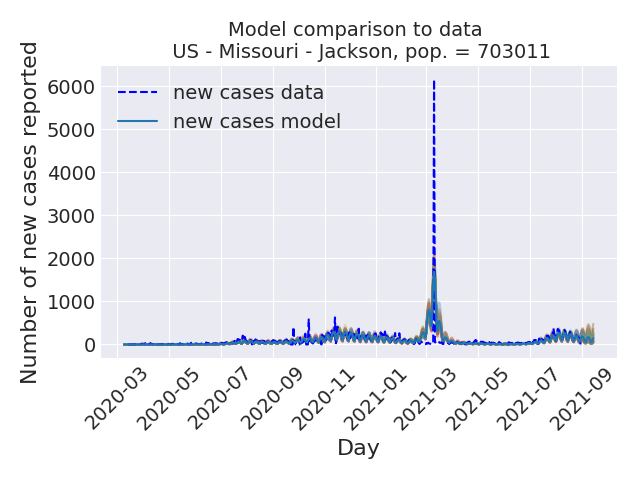 Model comparison to data
US - Missouri - Jackson, pop. = 703011
Number of new cases reported
6000
5000
4000
3000
2000
1000
0
new cases data
new cases model
2020-03
2020-05
2020-07
2020-09
2020-11
2021-01
2021-03
2021-05
2021-07
2021-09
Day